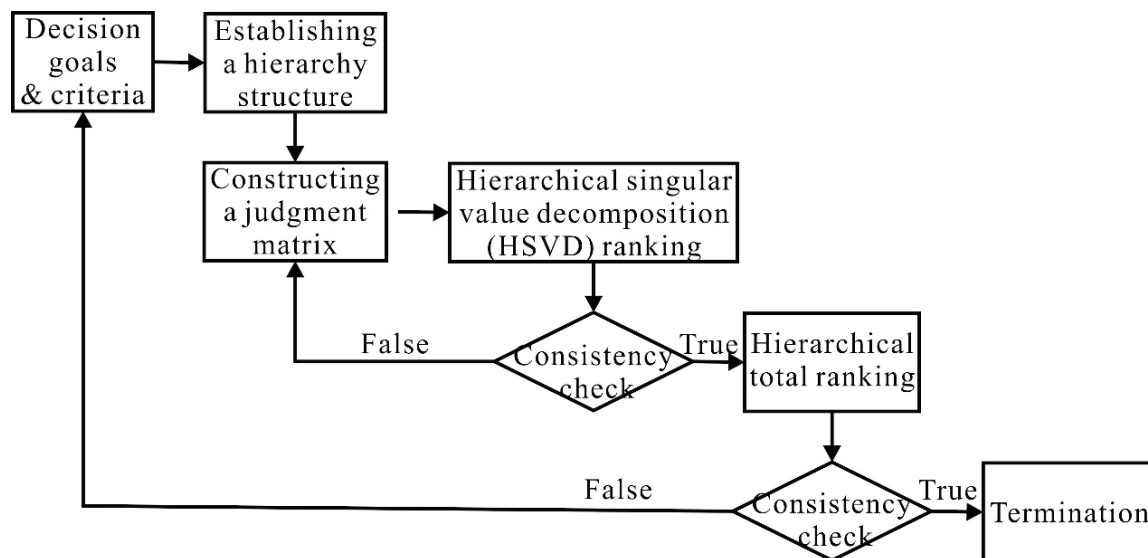 Decision
goals
& criteria
Establishing
a hierarchy
structure
Constructing
a judgment
matrix
Hierarchical singular
value decomposition
(HSVD) ranking
False
Consistency
check
True
Hierarchical
total ranking
False
Consistency
check
True
Termination